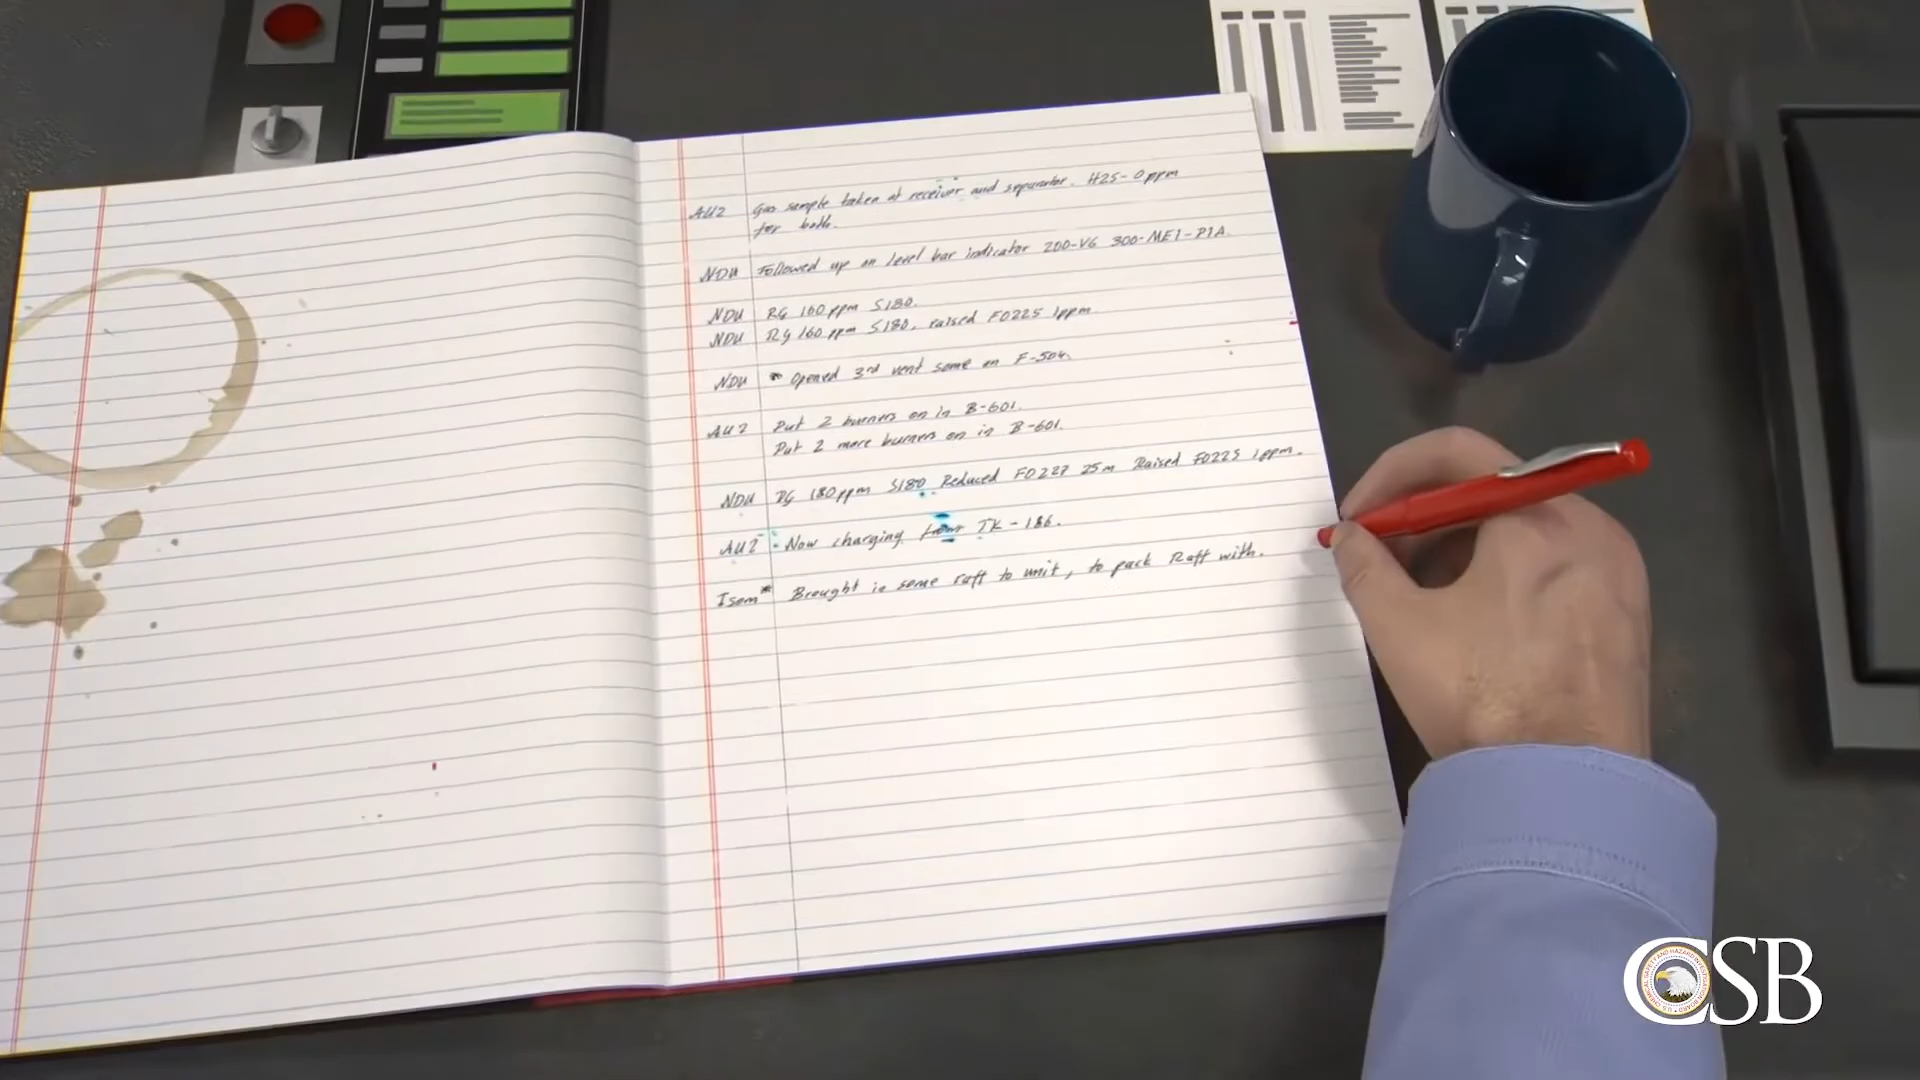 AU2 Gas sample taken at receiver and separator. H2S-0ppm
for both.
NDU Followed up on level bar indicator 200-V6 300-ME1-P1A.
NDU RG 160 ppm S180.
NDU RG 160 ppm S180, raised F0225 1ppm.
NDU * Opened 3rd vent some on F-504.
AU2 Put 2 burners on in B-601.
Put 2 more burners on in B-601.
NDU RG 180ppm S180 Reduced F0227 25m Raised F0225 1ppm.
AU2 Now charging from TK-186.
Isom* Brought in some raff to unit, to pack Raff with.
CSB